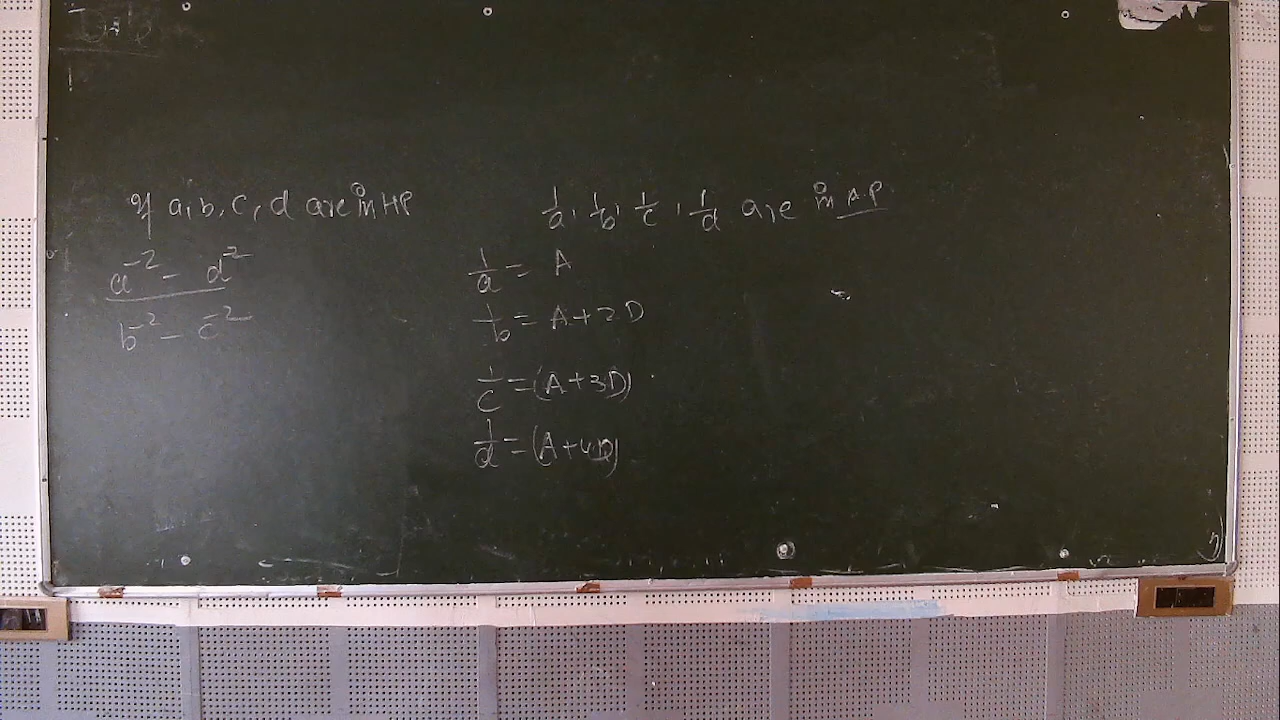 If a, b, c, d are in HP
a^-2 - d^-2 / b^-2 - c^-2
1/a, 1/b, 1/c, 1/d are in A.P
1/a = A
1/b = A+2D
1/c = (A+3D)
1/d = (A+4D)